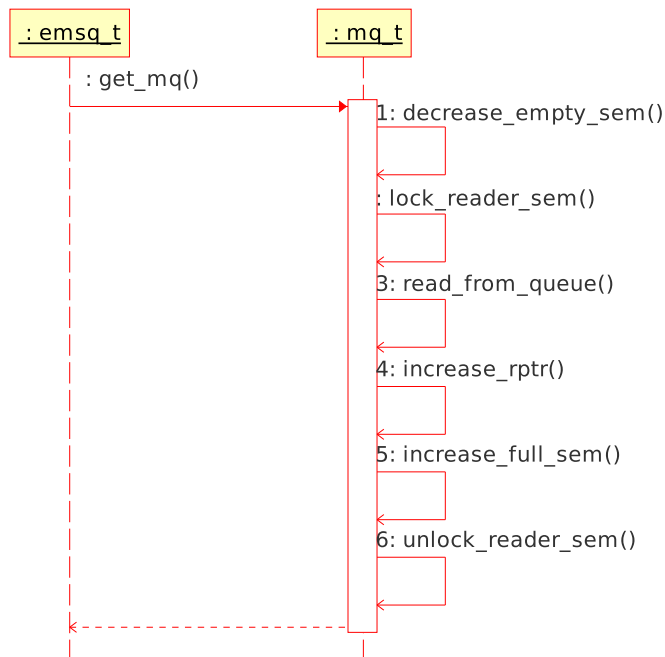 : emsq_t
: mq_t
: get_mq()
1: decrease_empty_sem()
: lock_reader_sem()
3: read_from_queue()
4: increase_rptr()
5: increase_full_sem()
6: unlock_reader_sem()